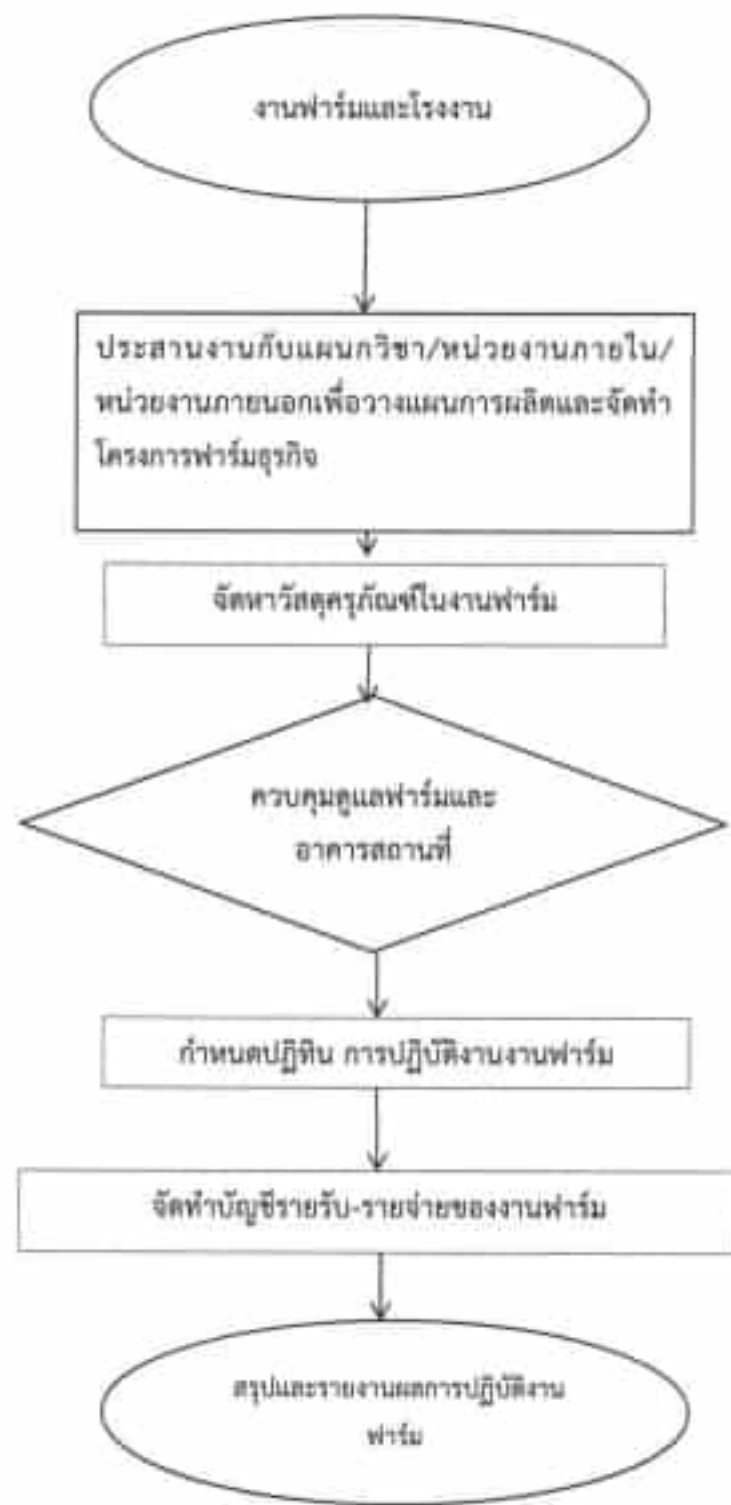 งานฟาร์มและโรงงาน
ประสานงานกับแผนกวิชา/หน่วยงานภายใน/
หน่วยงานภายนอกเพื่อวางแผนการผลิตและจัดทำ
โครงการฟาร์มธุรกิจ
จัดหาวัสดุครุภัณฑ์ในงานฟาร์ม
ควบคุมดูแลฟาร์มและ
อาคารสถานที่
กำหนดปฏิทิน การปฏิบัติงานงานฟาร์ม
จัดทำบัญชีรายรับ-รายจ่ายของงานฟาร์ม
สรุปและรายงานผลการปฏิบัติงาน
ฟาร์ม